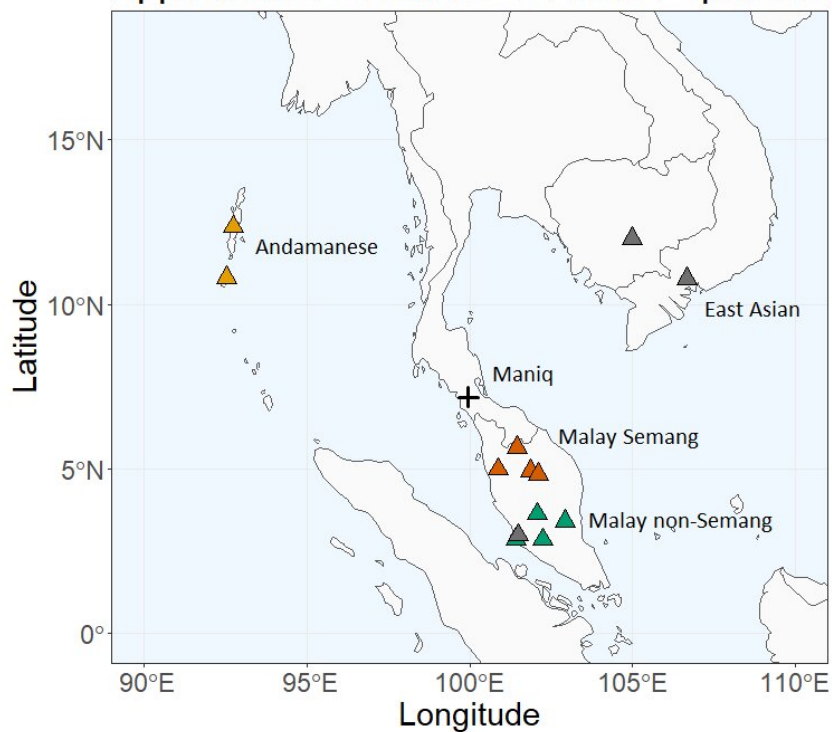 15°N
Andamanese
10°N
East Asian
Latitude
Maniq
Malay Semang
5°N
Malay non-Semang
0°
90°E 95°E 100°E 105°E 110°E
Longitude